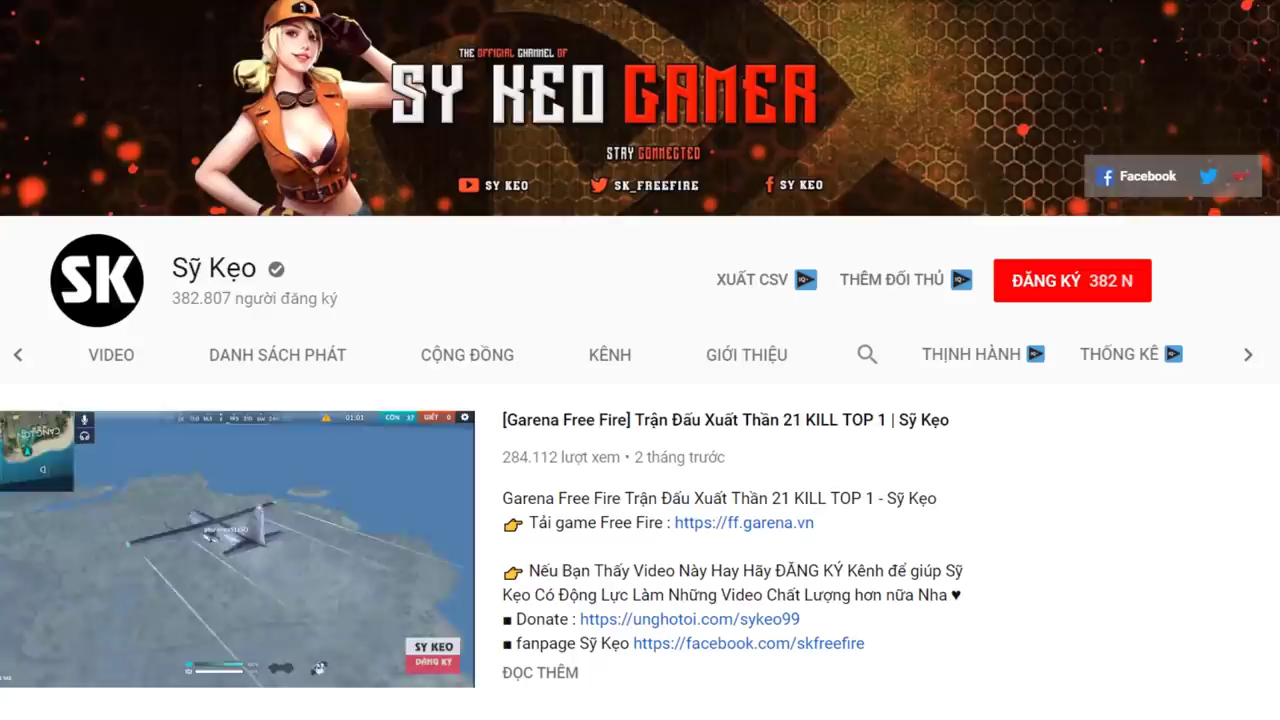 THE OFFICIAL CHANNEL OF
SY KEO GAMER
STAY CONNECTED
SY KEO
SK_FREEFIRE
SY KEO
Facebook
SK
Sỹ Kẹo
382.807 người đăng ký
XUẤT CSV
THÊM ĐỐI THỦ
ĐĂNG KÝ 382 N
VIDEO
DANH SÁCH PHÁT
CỘNG ĐỒNG
KÊNH
GIỚI THIỆU
THỊNH HÀNH
THỐNG KÊ
01:01
CÒN 37
GIẾT 0
SY KEO
ĐĂNG KÝ
[Garena Free Fire] Trận Đấu Xuất Thần 21 KILL TOP 1 | Sỹ Kẹo
284.112 lượt xem • 2 tháng trước
Garena Free Fire Trận Đấu Xuất Thần 21 KILL TOP 1 - Sỹ Kẹo
👉 Tải game Free Fire : https://ff.garena.vn
👉 Nếu Bạn Thấy Video Này Hay Hãy ĐĂNG KÝ Kênh để giúp Sỹ
Kẹo Có Động Lực Làm Những Video Chất Lượng hơn nữa Nha ♥
■ Donate : https://unghotoi.com/sykeo99
■ fanpage Sỹ Kẹo https://facebook.com/skfreefire
ĐỌC THÊM